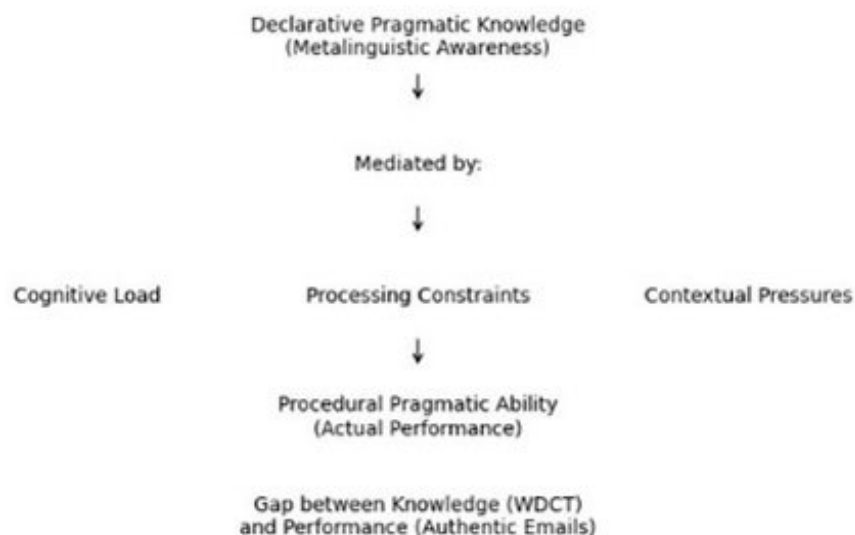 Declarative Pragmatic Knowledge
(Metalinguistic Awareness)
↓
Mediated by:
↓
Cognitive Load Processing Constraints Contextual Pressures
↓
Procedural Pragmatic Ability
(Actual Performance)
Gap between Knowledge (WDCT)
and Performance (Authentic Emails)